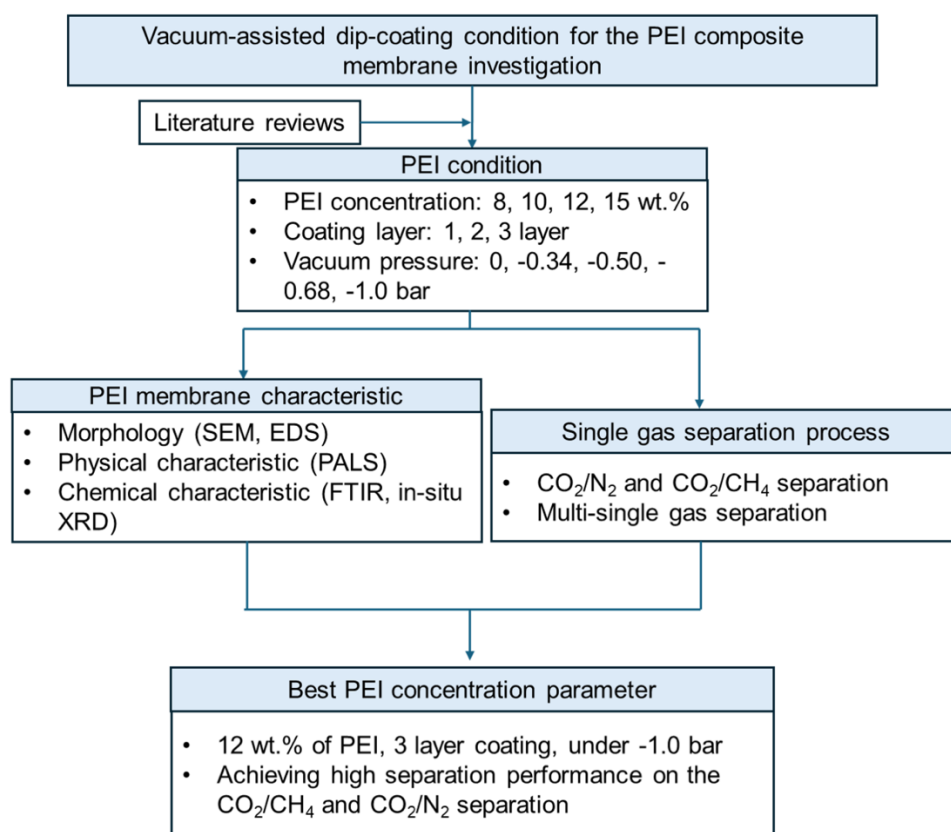 Vacuum-assisted dip-coating condition for the PEI composite
membrane investigation
Literature reviews
PEI condition
• PEI concentration: 8, 10, 12, 15 wt.%
• Coating layer: 1, 2, 3 layer
• Vacuum pressure: 0, -0.34, -0.50, -
0.68, -1.0 bar
PEI membrane characteristic
• Morphology (SEM, EDS)
• Physical characteristic (PALS)
• Chemical characteristic (FTIR, in-situ
XRD)
Single gas separation process
• CO₂/N₂ and CO₂/CH₄ separation
• Multi-single gas separation
Best PEI concentration parameter
• 12 wt.% of PEI, 3 layer coating, under -1.0 bar
• Achieving high separation performance on the
CO₂/CH₄ and CO₂/N₂ separation